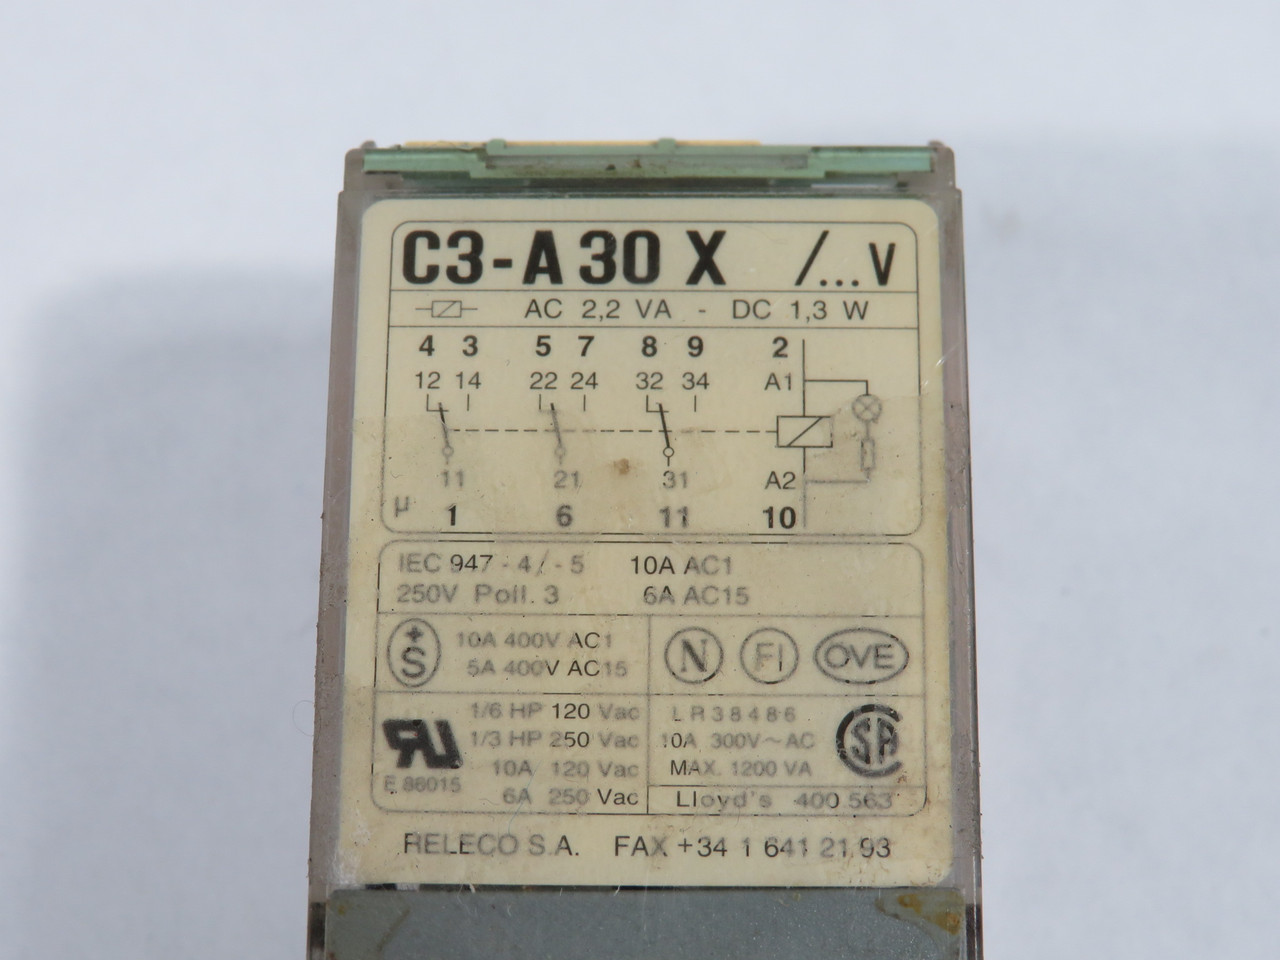 C3-A 30 X /...V
AC 2,2 VA - DC 1,3 W
4 3 5 7 8 9 2
12 14 22 24 32 34 A1
11 21 31 A2
µ 1 6 11 10
IEC 947 - 4 / - 5 10A AC1
250V Poll. 3 6A AC15
+ S 10A 400V AC1
5A 400V AC15
N FI OVE
1/6 HP 120 Vac
1/3 HP 250 Vac
10A 120 Vac
6A 250 Vac
RU
E 86015
LR38486
10A 300V~AC
MAX. 1200 VA
SA
Lloyd's 400.563
RELECO S.A. FAX +34 1 641 21 93